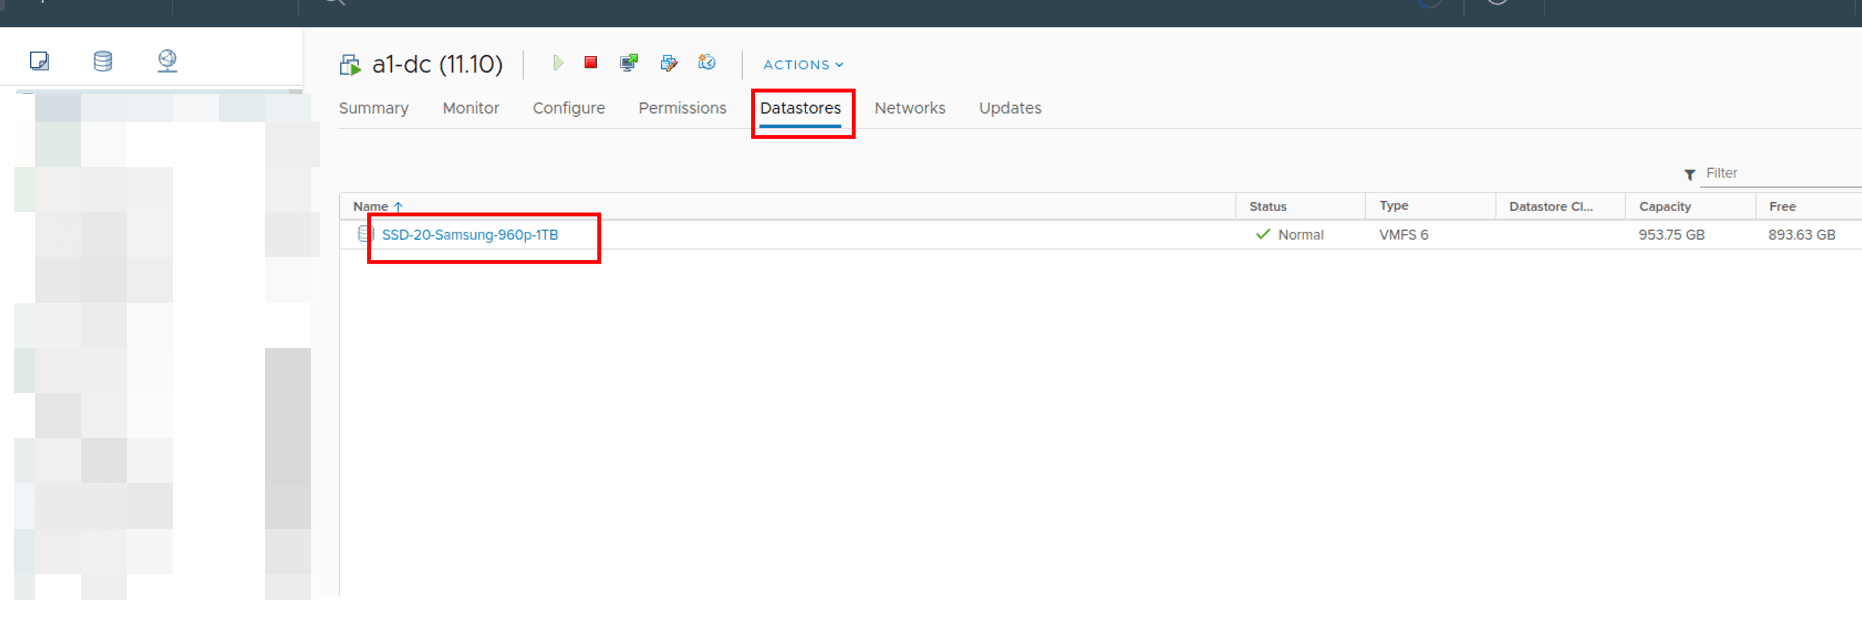 a1-dc (11.10) ACTIONS
Summary Monitor Configure Permissions Datastores Networks Updates
Filter
Name Status Type Datastore Cl... Capacity Free
SSD-20-Samsung-960p-1TB Normal VMFS 6 953.75 GB 893.63 GB